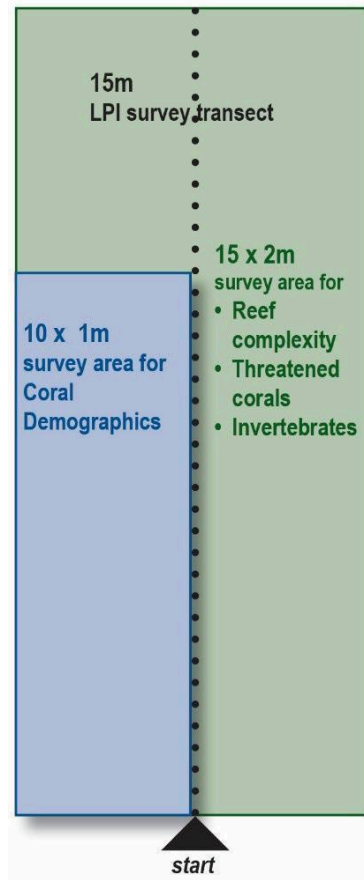 15m
LPI survey transect
15 x 2m
survey area for
• Reef
complexity
• Threatened
corals
• Invertebrates
10 x 1m
survey area for
Coral
Demographics
start